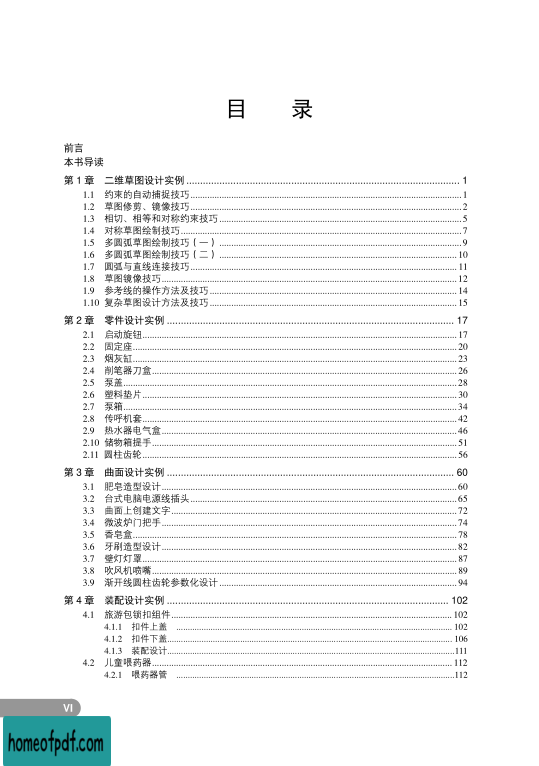 目 录
前言
本书导读
第 1 章 二维草图设计实例 ........ 1
1.1 约束的自动捕捉技巧 ........ 1
1.2 草图修剪、镜像技巧 ........ 2
1.3 相切、相等和对称约束技巧 ........ 5
1.4 对称草图绘制技巧 ........ 7
1.5 多圆弧草图绘制技巧（一） ........ 9
1.6 多圆弧草图绘制技巧（二） ........ 10
1.7 圆弧与直线连接技巧 ........ 11
1.8 草图镜像技巧 ........ 12
1.9 参考线的操作方法及技巧 ........ 14
1.10 复杂草图设计方法及技巧 ........ 15
第 2 章 零件设计实例 ........ 17
2.1 启动旋钮 ........ 17
2.2 固定座 ........ 20
2.3 烟灰缸 ........ 23
2.4 削笔器刀盒 ........ 26
2.5 泵盖 ........ 28
2.6 塑料垫片 ........ 30
2.7 泵箱 ........ 34
2.8 传呼机套 ........ 42
2.9 热水器电气盒 ........ 46
2.10 储物箱提手 ........ 51
2.11 圆柱齿轮 ........ 56
第 3 章 曲面设计实例 ........ 60
3.1 肥皂造型设计 ........ 60
3.2 台式电脑电源线插头 ........ 65
3.3 曲面上创建文字 ........ 72
3.4 微波炉门把手 ........ 74
3.5 香皂盒 ........ 78
3.6 牙刷造型设计 ........ 82
3.7 壁灯灯罩 ........ 87
3.8 吹风机喷嘴 ........ 89
3.9 渐开线圆柱齿轮参数化设计 ........ 94
第 4 章 装配设计实例 ........ 102
4.1 旅游包锁扣组件 ........ 102
4.1.1 扣件上盖 ........ 102
4.1.2 扣件下盖 ........ 106
4.1.3 装配设计 ........ 111
4.2 儿童喂药器 ........ 112
4.2.1 喂药器管 ........ 112
VI
homeofpdf.com